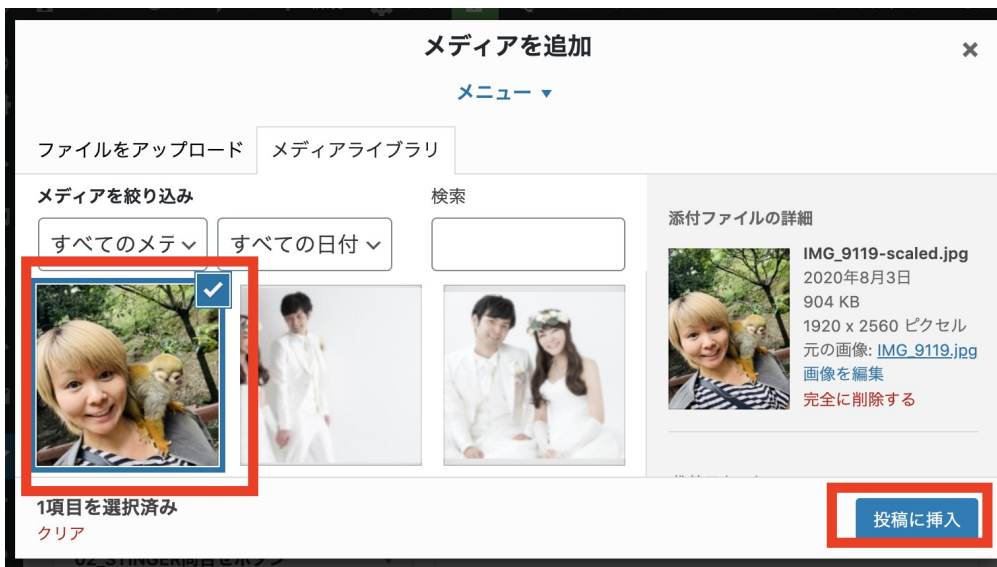 メディアを追加
×
メニュー ▼
ファイルをアップロード
メディアライブラリ
メディアを絞り込み
検索
すべてのメデ
すべての日付
添付ファイルの詳細
IMG_9119-scaled.jpg
2020年8月3日
904 KB
1920 x 2560 ピクセル
元の画像: IMG_9119.jpg
画像を編集
完全に削除する
1項目を選択済み
クリア
投稿に挿入